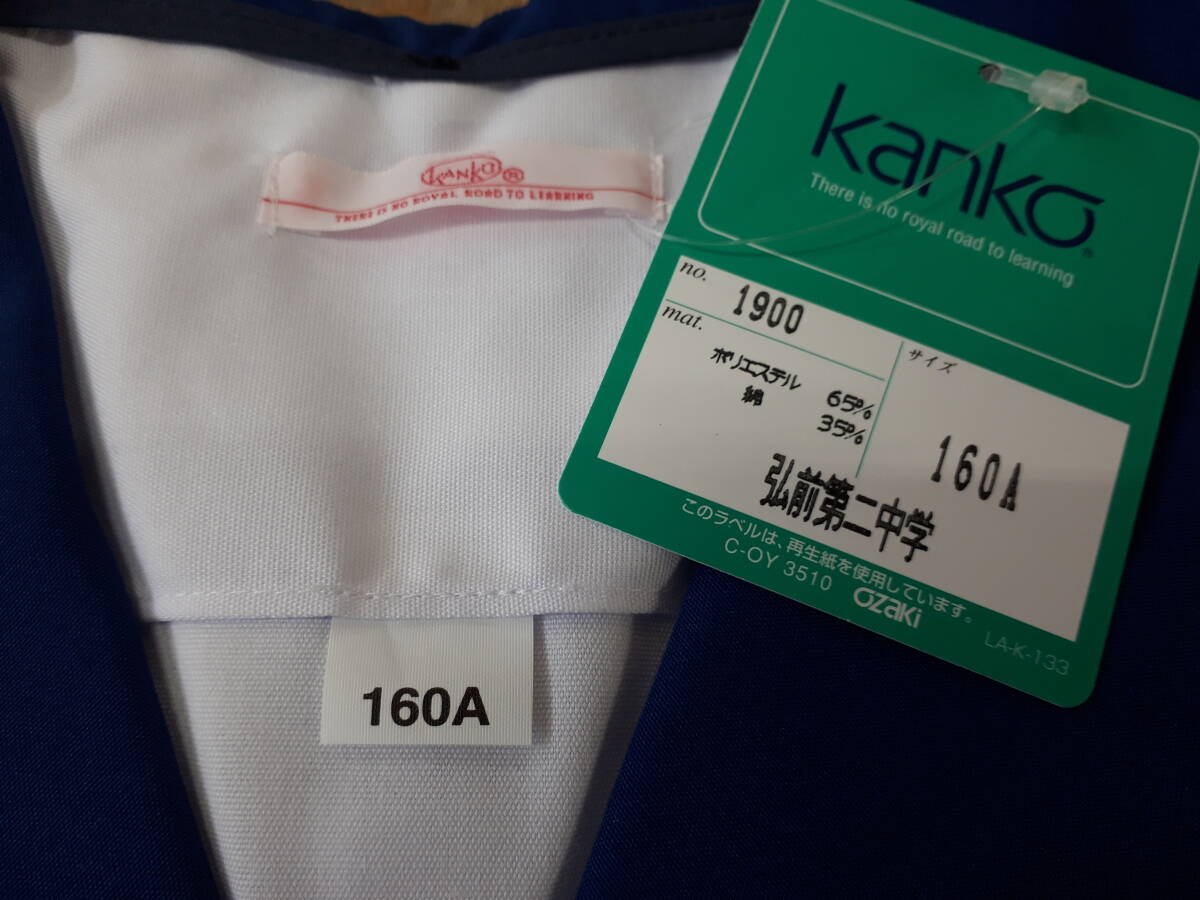 KANKO®
THERE IS NO ROYAL ROAD TO LEARNING
160A
kanko®
There is no royal road to learning
no. 1900
mat.
ポリエステル 65%
綿 35%
サイズ
160A
弘前第二中学
このラベルは、再生紙を使用しています。
C-OY 3510 OZAKI
LA-K-133